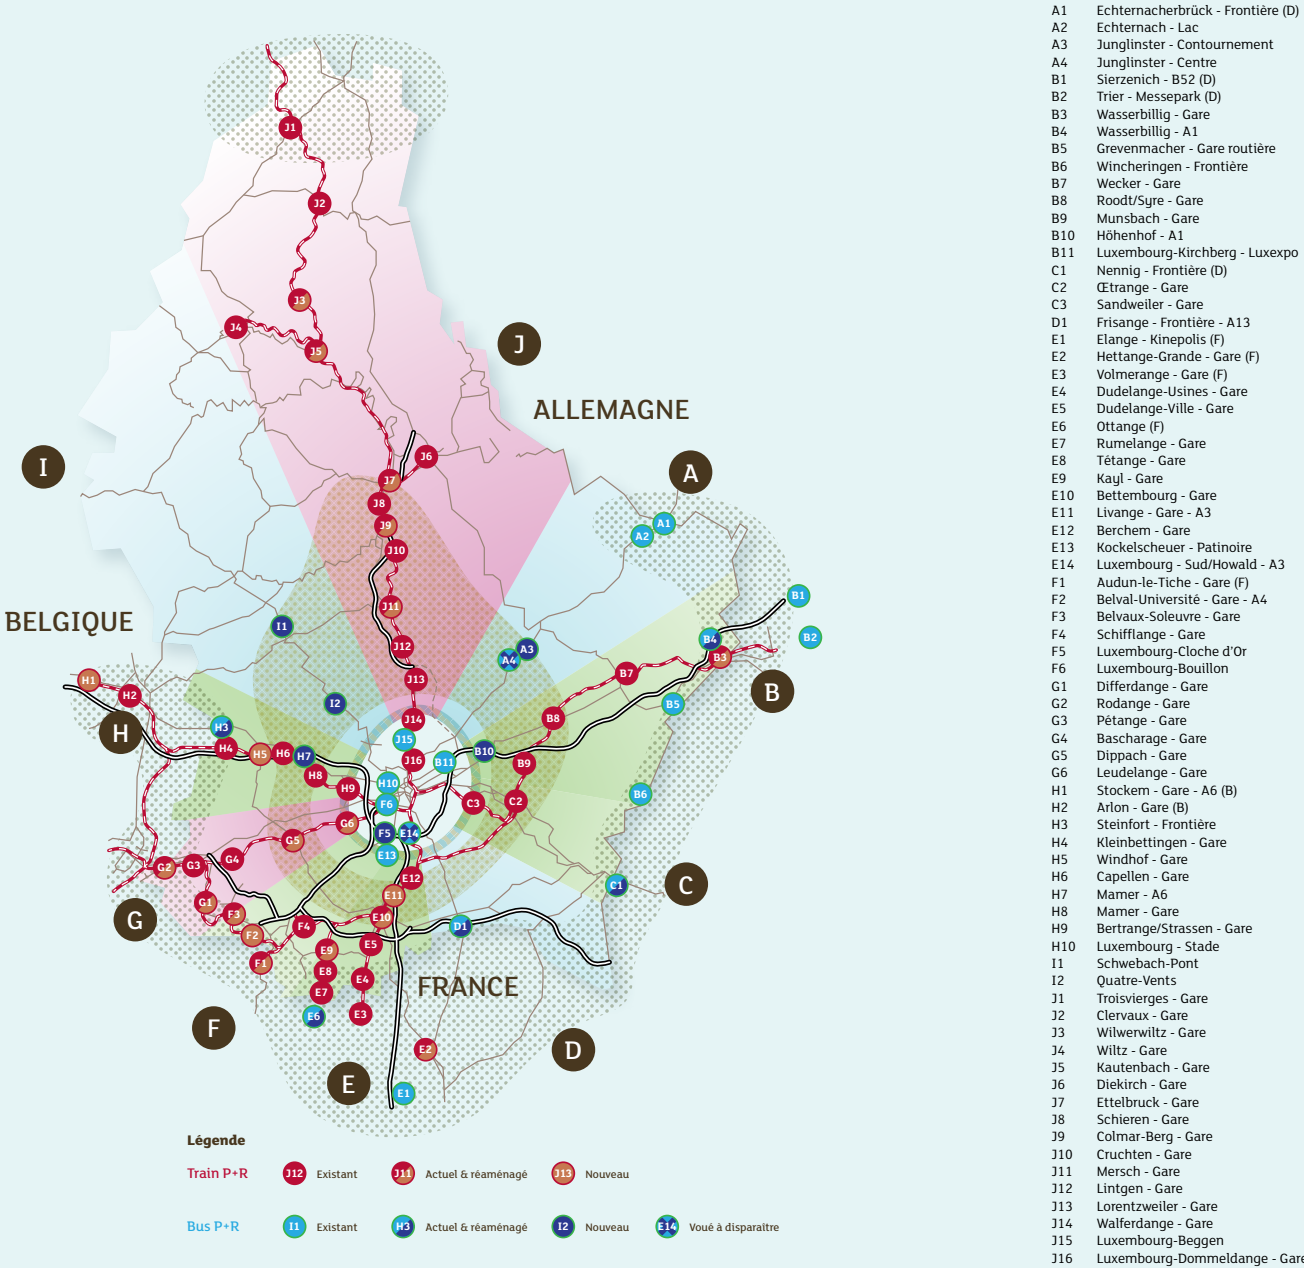 A1 Echternacherbrück - Frontière (D)
A2 Echternach - Lac
A3 Junglinster - Contournement
A4 Junglinster - Centre
B1 Sierzenich - B52 (D)
B2 Trier - Messepark (D)
B3 Wasserbillig - Gare
B4 Wasserbillig - A1
B5 Grevenmacher - Gare routière
B6 Wincheringen - Frontière
B7 Wecker - Gare
B8 Roodt/Syre - Gare
B9 Munsbach - Gare
B10 Höhenhof - A1
B11 Luxembourg-Kirchberg - Luxexpo
C1 Nennig - Frontière (D)
C2 Œtrange - Gare
C3 Sandweiler - Gare
D1 Frisange - Frontière - A13
E1 Elange - Kinepolis (F)
E2 Hettange-Grande - Gare (F)
E3 Volmerange - Gare (F)
E4 Dudelange-Usines - Gare
E5 Dudelange-Ville - Gare
E6 Ottange (F)
E7 Rumelange - Gare
E8 Tétange - Gare
E9 Kayl - Gare
E10 Bettembourg - Gare
E11 Livange - Gare - A3
E12 Berchem - Gare
E13 Kockelscheuer - Patinoire
E14 Luxembourg - Sud/Howald - A3
F1 Audun-le-Tiche - Gare (F)
F2 Belval-Université - Gare - A4
F3 Belvaux-Soleuvre - Gare
F4 Schifflange - Gare
F5 Luxembourg-Cloche d'Or
F6 Luxembourg-Bouillon
G1 Differdange - Gare
G2 Rodange - Gare
G3 Pétange - Gare
G4 Bascharage - Gare
G5 Dippach - Gare
G6 Leudelange - Gare
H1 Stockem - Gare - A6 (B)
H2 Arlon - Gare (B)
H3 Steinfort - Frontière
H4 Kleinbettingen - Gare
H5 Windhof - Gare
H6 Capellen - Gare
H7 Mamer - A6
H8 Mamer - Gare
H9 Bertrange/Strassen - Gare
H10 Luxembourg - Stade
I1 Schwebach-Pont
I2 Quatre-Vents
J1 Troisvierges - Gare
J2 Clervaux - Gare
J3 Wilwerwiltz - Gare
J4 Wiltz - Gare
J5 Kautenbach - Gare
J6 Diekirch - Gare
J7 Ettelbruck - Gare
J8 Schieren - Gare
J9 Colmar-Berg - Gare
J10 Cruchten - Gare
J11 Mersch - Gare
J12 Lintgen - Gare
J13 Lorentzweiler - Gare
J14 Walferdange - Gare
J15 Luxembourg-Beggen
J16 Luxembourg-Dommeldange - Gare
J1
J2
J3
J4
J5
J
ALLEMAGNE
J6
I
A
J7
J8
J9
A1
A2
J10
B1
J11
BELGIQUE
I1
B2
B4
J12
A3
A4
B3
B7
H1
J13
B
H2
I2
B5
J14
B8
H3
H
J15
H4
H5
H6
H7
B10
J16
B11
B9
H8
H10
H9
B6
C2
C3
F6
G6
F5
E14
G5
E13
G4
G3
G2
E12
C1
C
E11
G1
F3
E10
G
F4
D1
F2
E5
E9
F1
E8
E4
FRANCE
E7
E3
E6
F
E2
D
E
E1
Légende
Train P+R J12 Existant J11 Actuel & réaménagé J13 Nouveau
Bus P+R I1 Existant H3 Actuel & réaménagé I2 Nouveau E14 Voué à disparaître